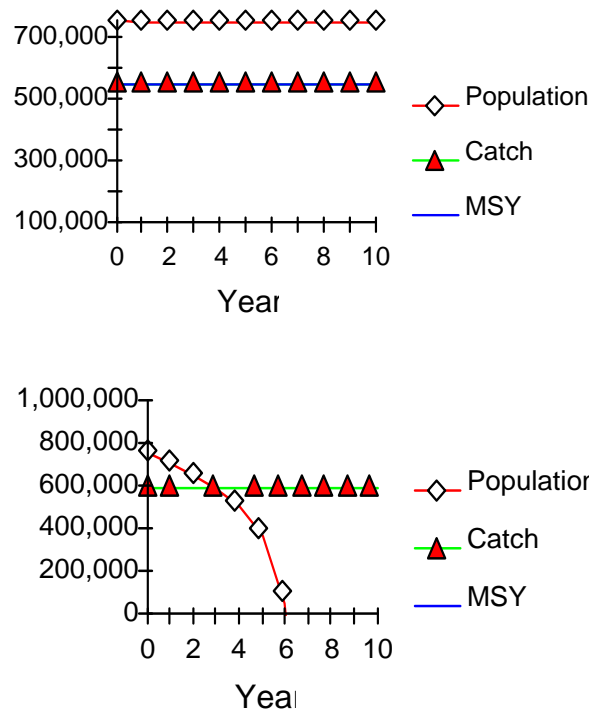 700,000
500,000
300,000
100,000
0 2 4 6 8 10
Year
Population
Catch
MSY
1,000,000
800,000
600,000
400,000
200,000
0
0 2 4 6 8 10
Year
Population
Catch
MSY